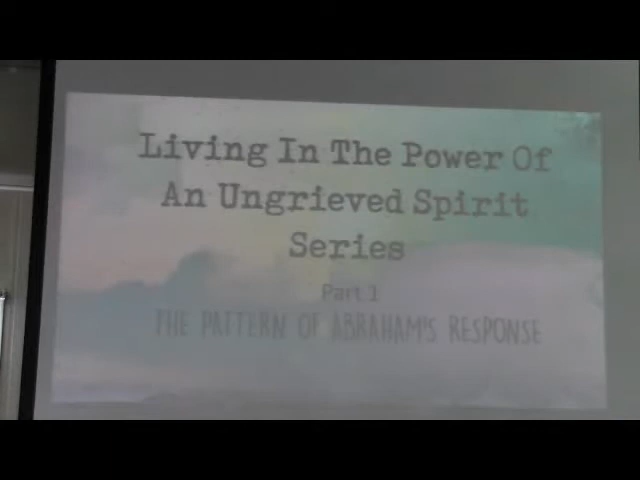 Living In The Power Of
An Ungrieved Spirit
Series
Part 1
THE PATTERN OF ABRAHAM'S RESPONSE